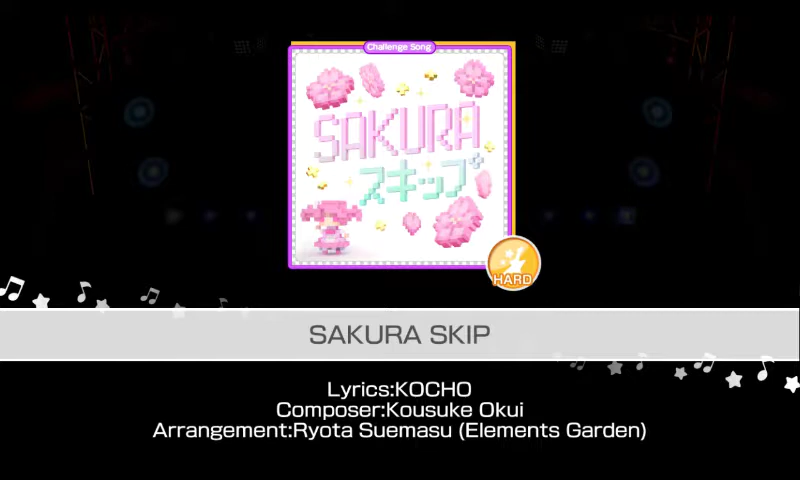 Challenge Song
SAKURA
スキップ
HARD
SAKURA SKIP
Lyrics:KOCHO
Composer:Kousuke Okui
Arrangement:Ryota Suemasu (Elements Garden)